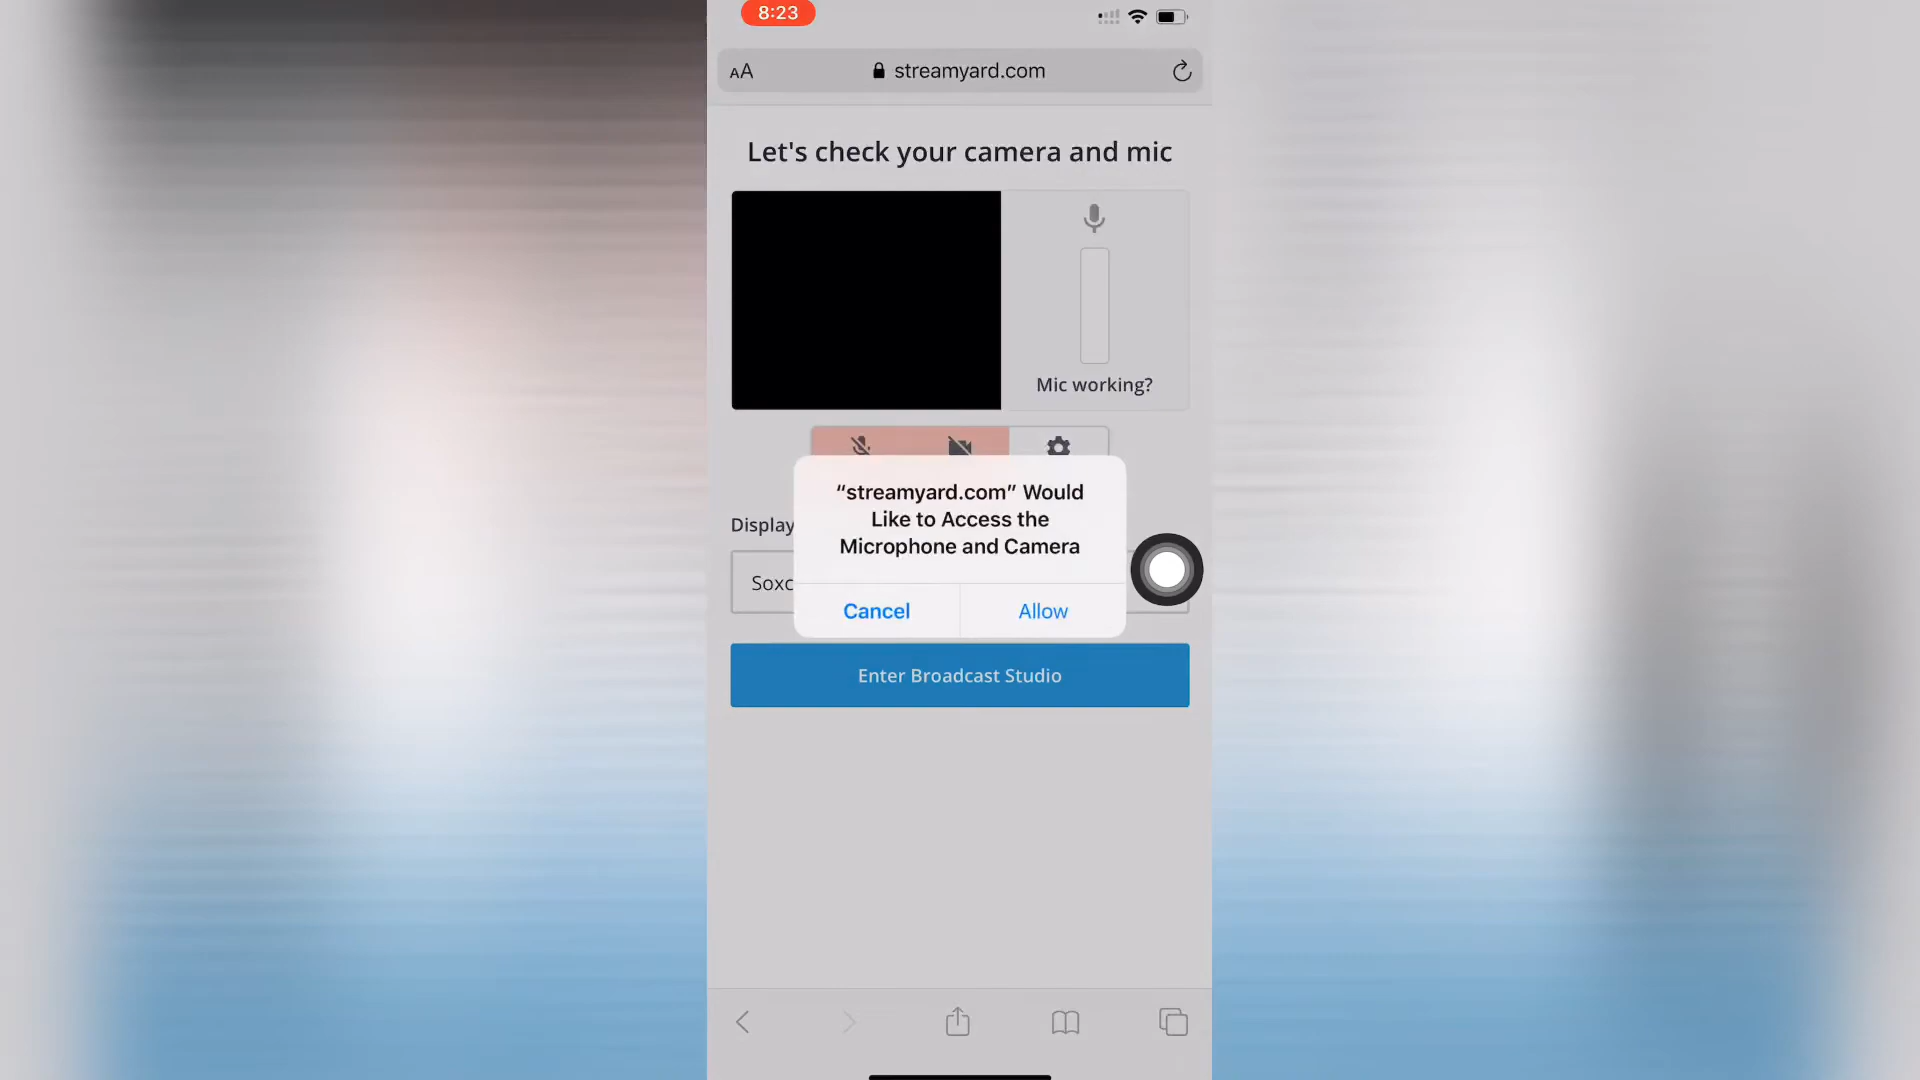 8:23
AA streamyard.com
Let's check your camera and mic
Mic working?
“streamyard.com” Would
Like to Access the
Microphone and Camera
Display
Soxc
Cancel Allow
Enter Broadcast Studio